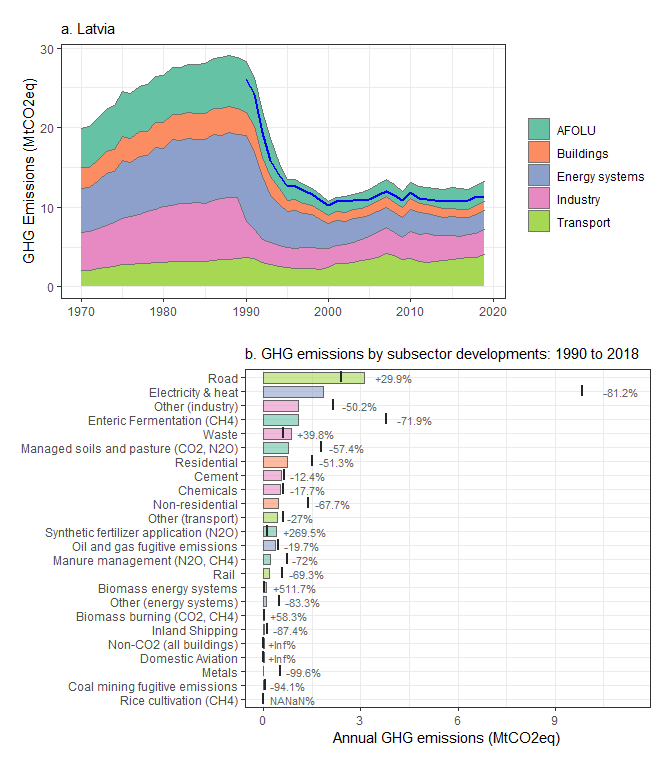 a. Latvia
GHG Emissions (MtCO2eq)
30
20
10
0
1970
1980
1990
2000
2010
2020
AFOLU
Buildings
Energy systems
Industry
Transport
b. GHG emissions by subsector developments: 1990 to 2018
Road +29.9%
Electricity & heat -81.2%
Other (industry) -50.2%
Enteric Fermentation (CH4) -71.9%
Waste +39.8%
Managed soils and pasture (CO2, N2O) -57.4%
Residential -51.3%
Cement -12.4%
Chemicals -17.7%
Non-residential -67.7%
Other (transport) -27%
Synthetic fertilizer application (N2O) +269.5%
Oil and gas fugitive emissions -19.7%
Manure management (N2O, CH4) -72%
Rail -69.3%
Biomass energy systems +511.7%
Other (energy systems) -83.3%
Biomass burning (CO2, CH4) +58.3%
Inland Shipping -87.4%
Non-CO2 (all buildings) +Inf%
Domestic Aviation +Inf%
Metals -99.6%
Coal mining fugitive emissions -94.1%
Rice cultivation (CH4) NANaN%
0
3
6
9
Annual GHG emissions (MtCO2eq)